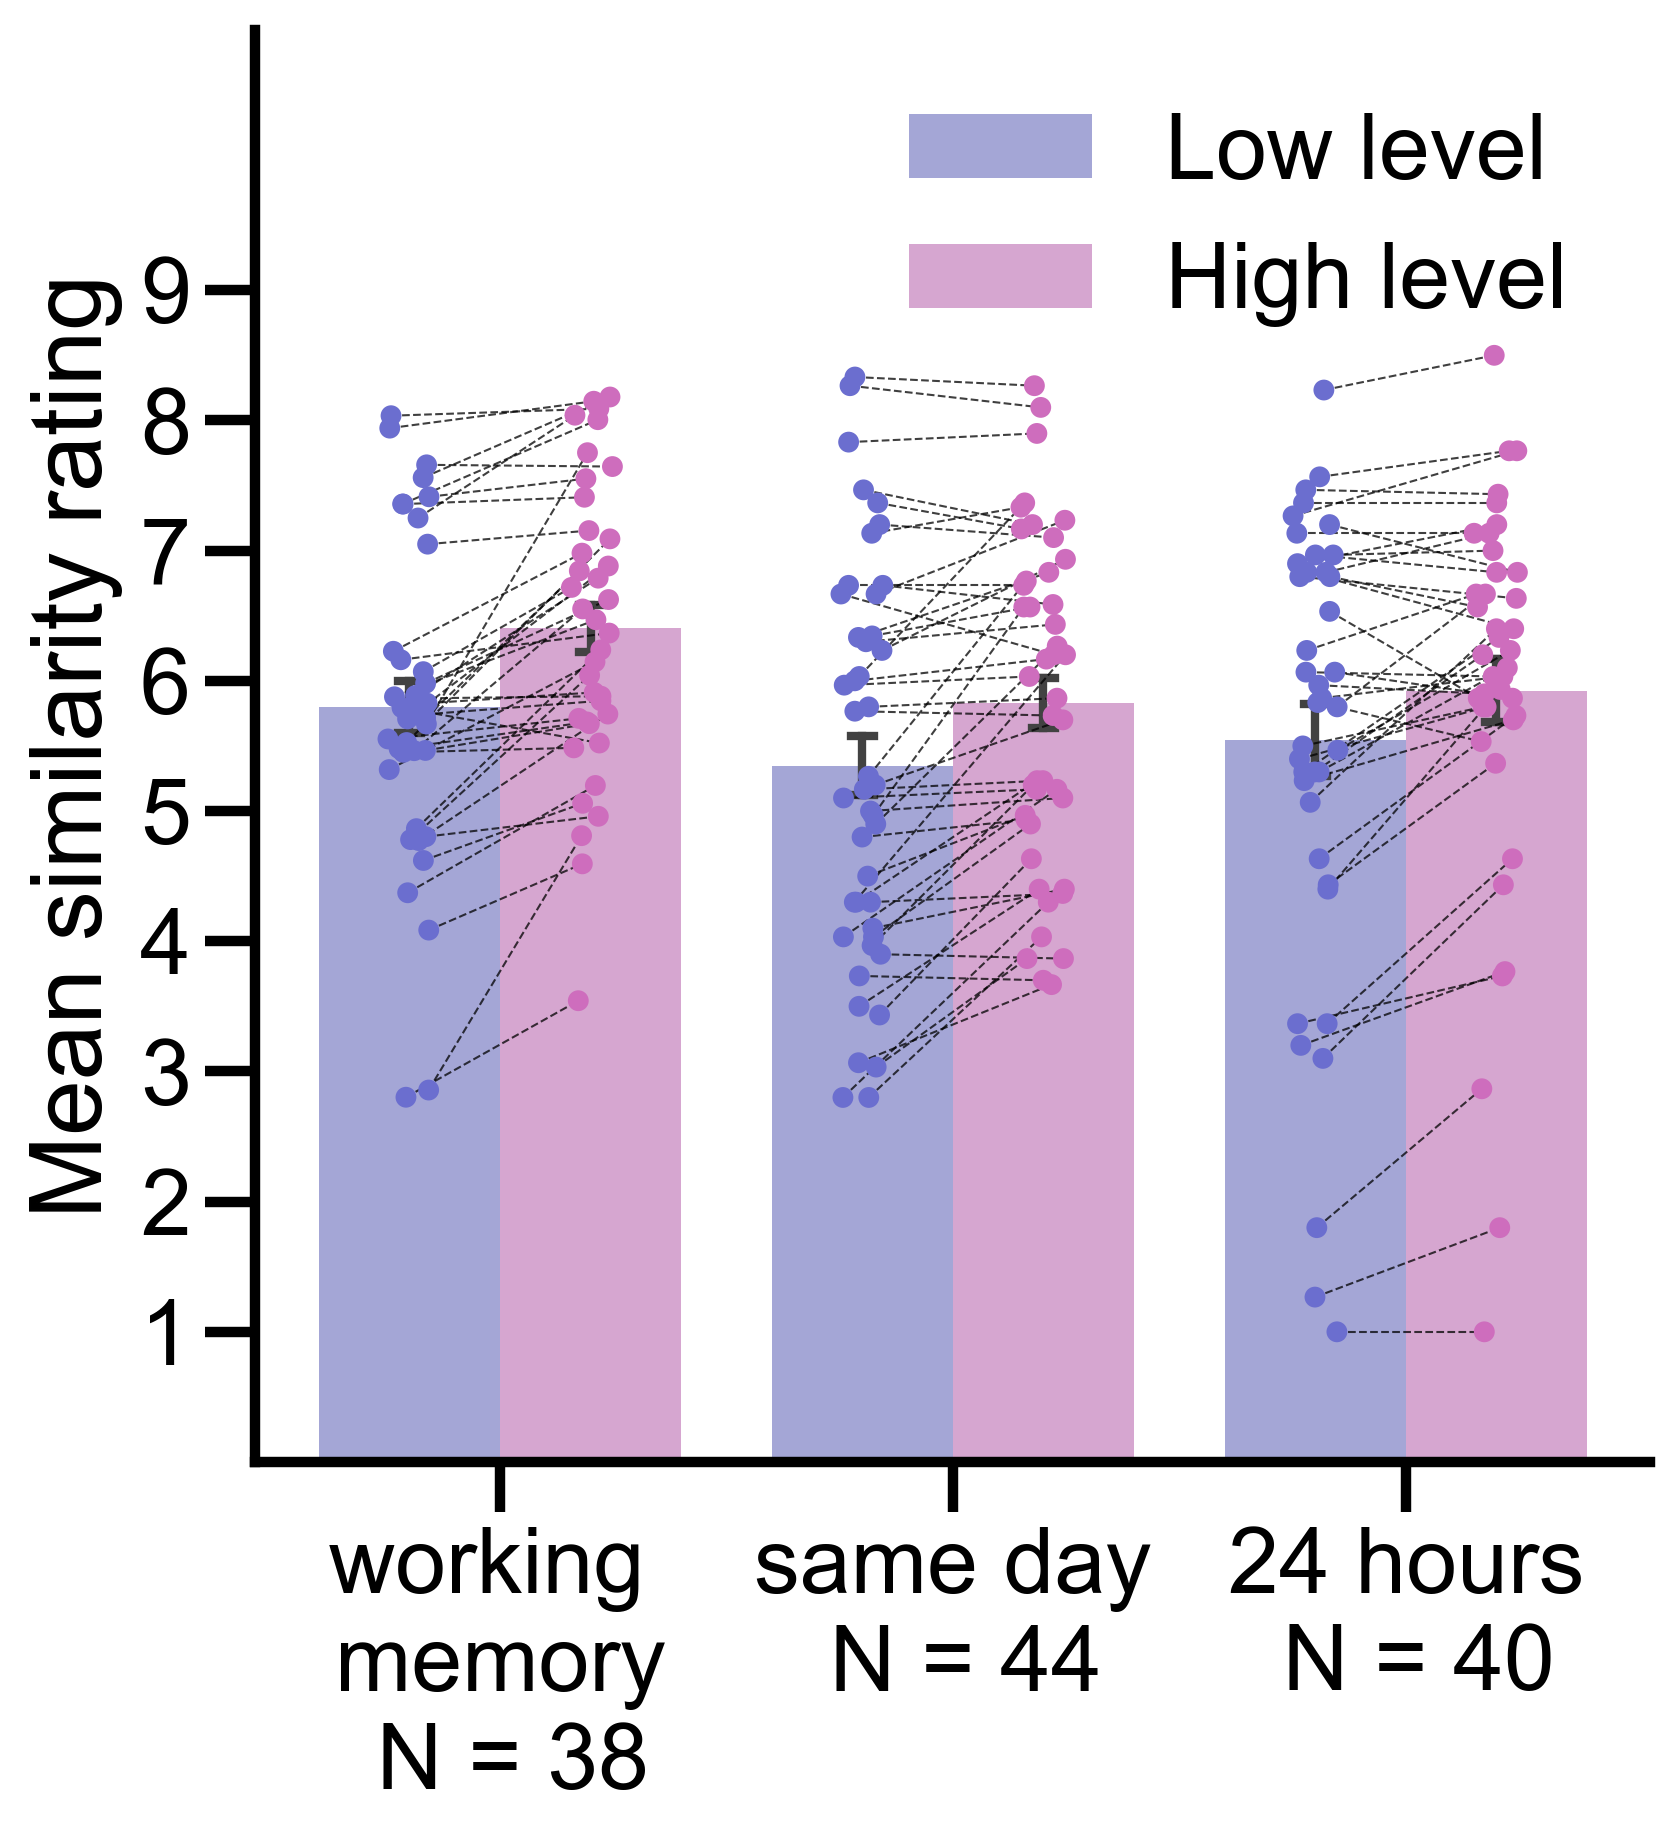 Low level
High level
Mean similarity rating
9
8
7
6
5
4
3
2
1
working
memory
N = 38
same day
N = 44
24 hours
N = 40